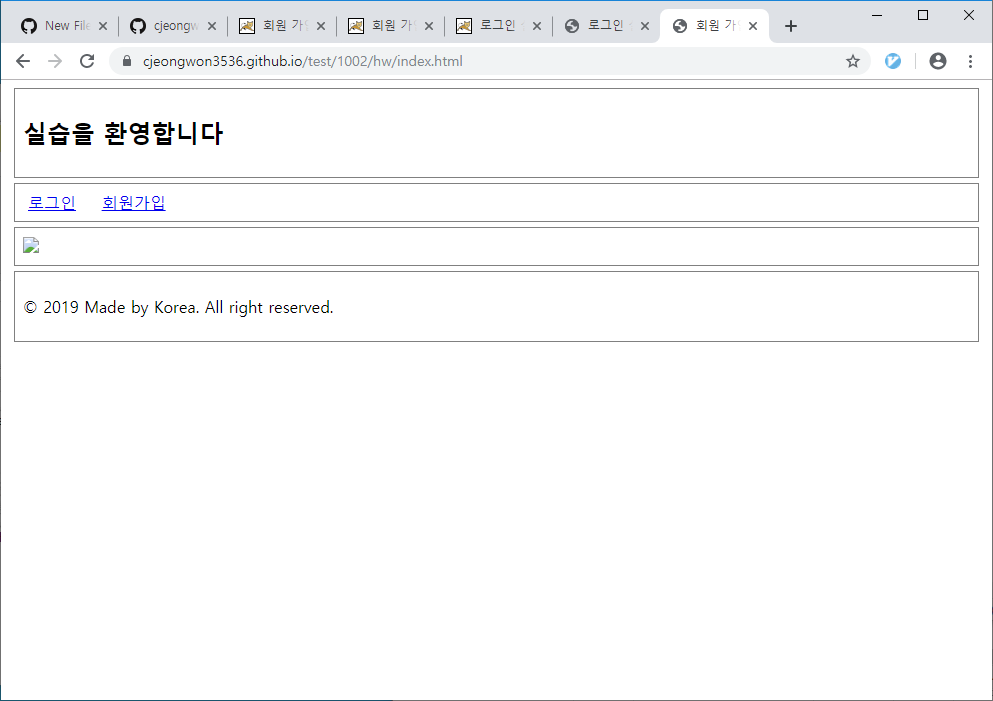 New File
cjeongw
회원 가
회원 가
로그인
로그인
회원 가
cjeongwon3536.github.io/test/1002/hw/index.html
실습을 환영합니다
로그인 회원가입
© 2019 Made by Korea. All right reserved.